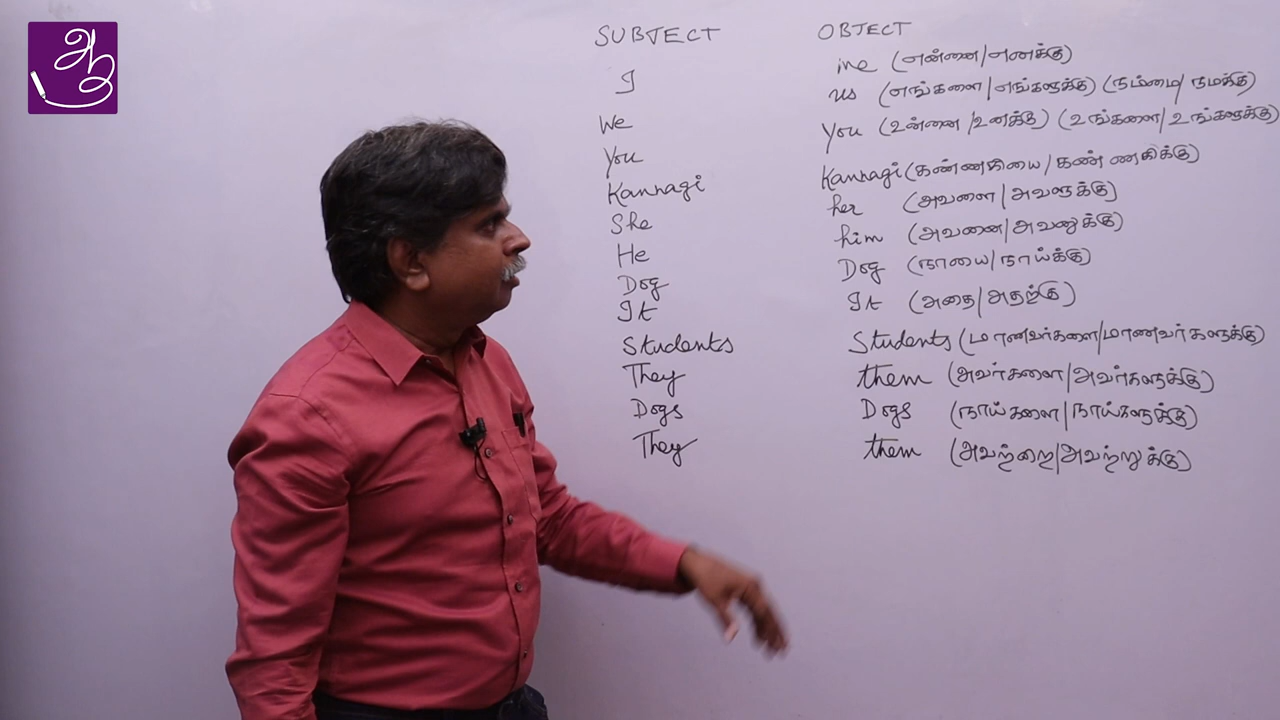 SUBJECT OBJECT
I me (என்னை/எனக்கு)
We us (எங்களை/எங்களுக்கு) (நம்மை/நமக்கு)
You You (உன்னை/உனக்கு) (உங்களை/உங்களுக்கு)
Kannagi Kannagi (கண்ணகியை/கண்ணகிக்கு)
She her (அவளை/அவளுக்கு)
He him (அவனை/அவனுக்கு)
Dog Dog (நாயை/நாய்க்கு)
It It (அதை/அதற்கு)
Students Students (மாணவர்களை/மாணவர்களுக்கு)
They them (அவர்களை/அவர்களுக்கு)
Dogs Dogs (நாய்களை/நாய்களுக்கு)
They them (அவற்றை/அவற்றுக்கு)